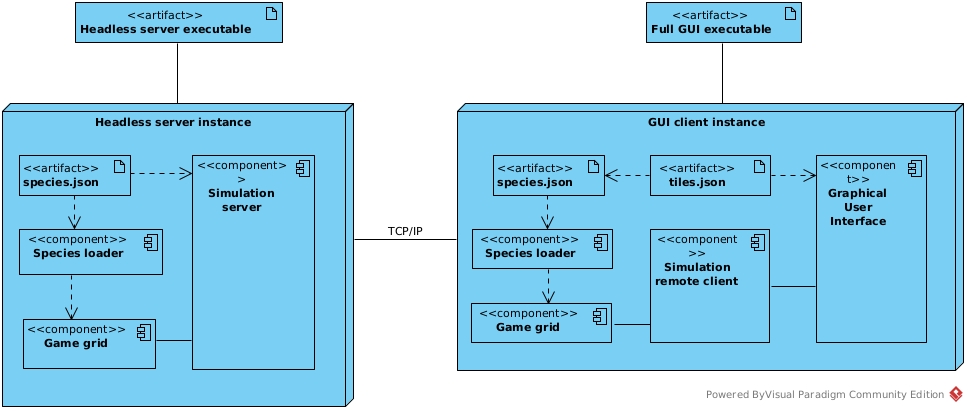 <<artifact>>
Headless server executable
<<artifact>>
Full GUI executable
Headless server instance
<<artifact>>
species.json
<<component>
>
Simulation
server
<<component>>
Species loader
<<component>>
Game grid
TCP/IP
GUI client instance
<<artifact>>
species.json
<<artifact>>
tiles.json
<<componen
t>>
Graphical
User
Interface
<<component>>
Species loader
<<component
>>
Simulation
remote client
<<component>>
Game grid
Powered ByVisual Paradigm Community Edition